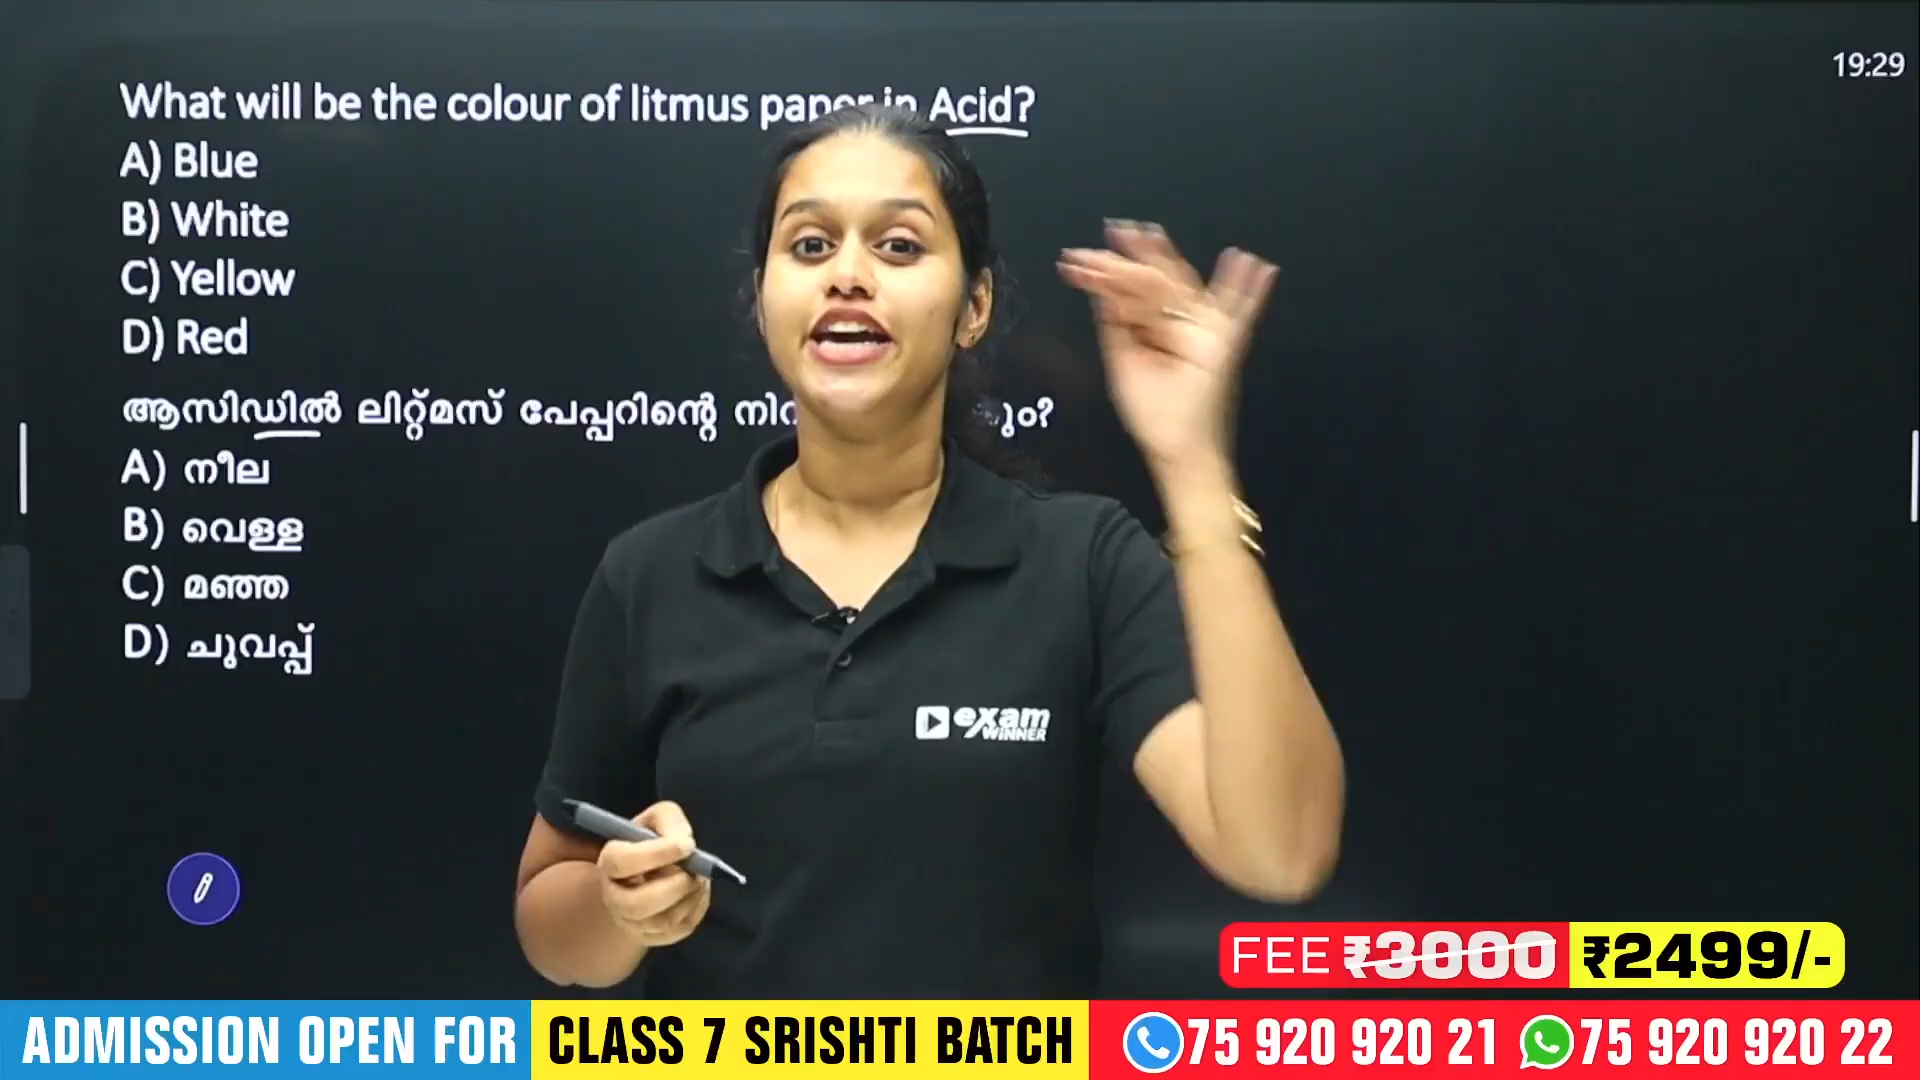 19:29
What will be the colour of litmus paper in Acid?
A) Blue
B) White
C) Yellow
D) Red
ആസിഡിൽ ലിറ്റ്മസ് പേപ്പറിന്റെ
A) നീല
B) വെള്ള
C) മഞ്ഞ
D) ചുവപ്പ്
exam
WINNER
FEE ₹3000 ₹2499/-
ADMISSION OPEN FOR CLASS 7 SRISHTI BATCH 75 920 920 21 75 920 920 22